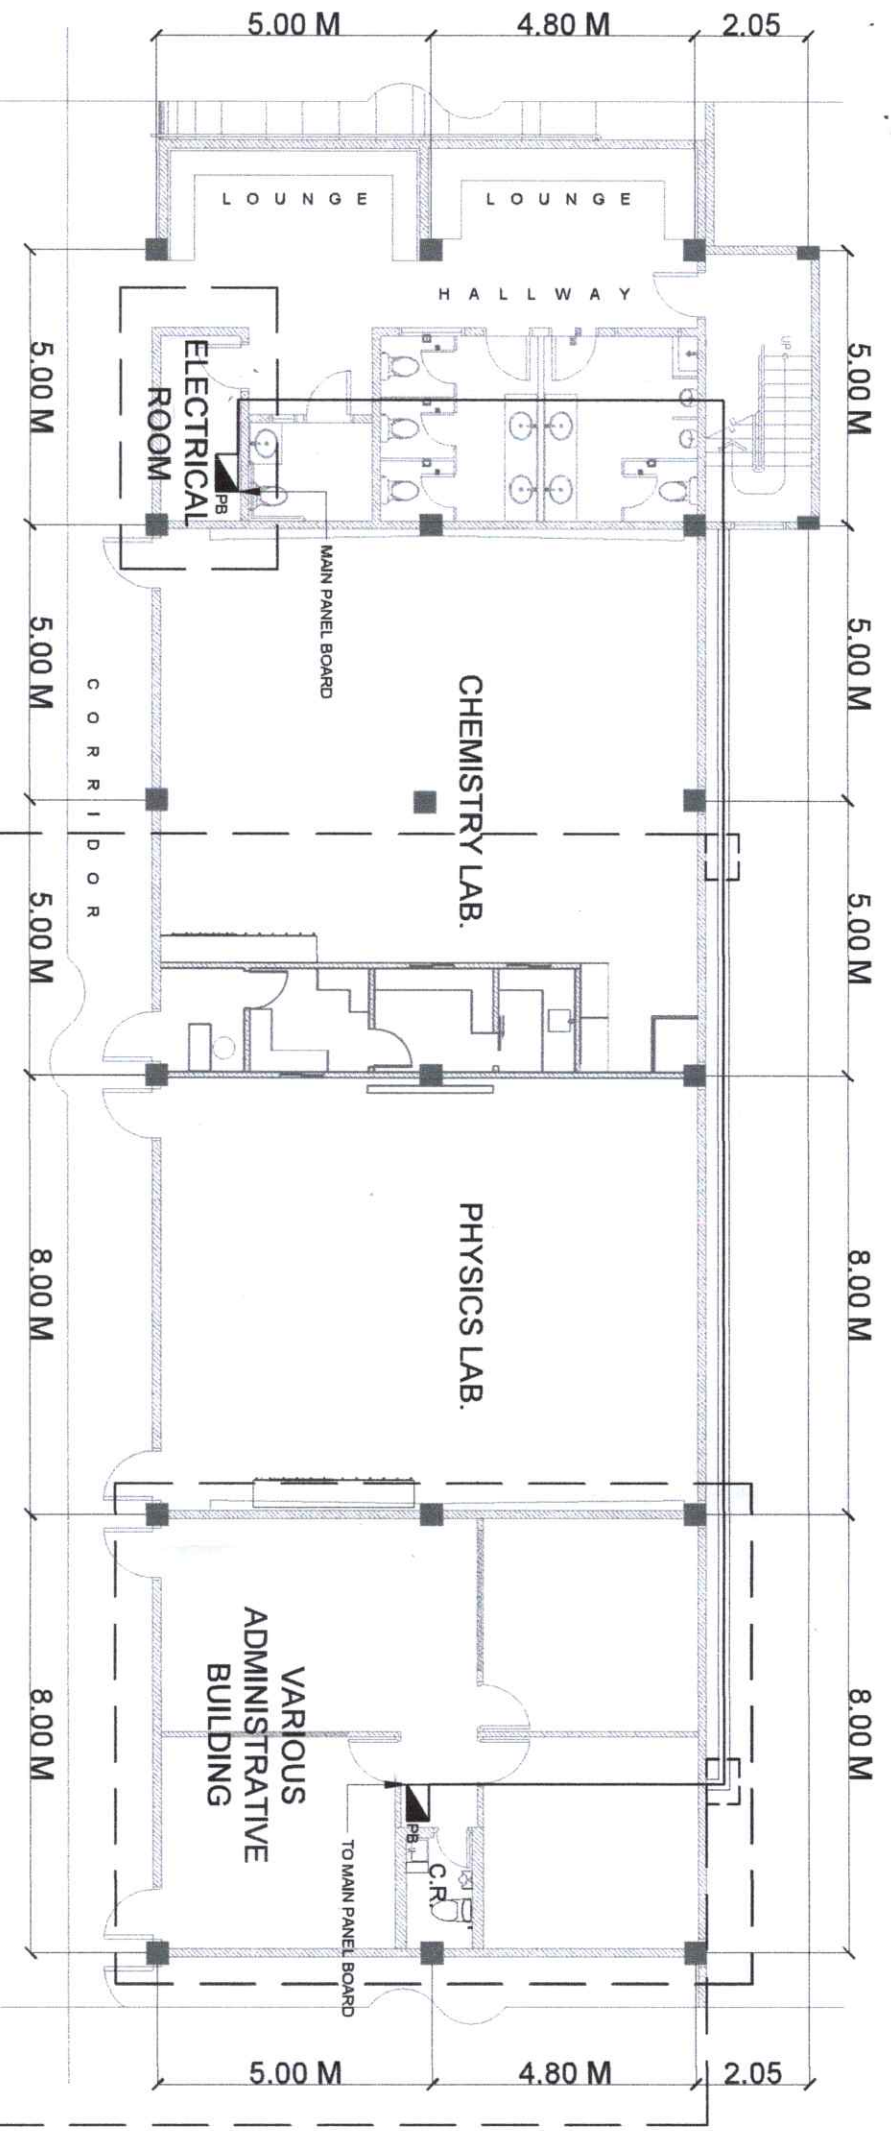 5.00 M
4.80 M
2.05
LOUNGE
LOUNGE
HALLWAY
UP
5.00 M
5.00 M
ELECTRICAL
ROOM
PB
MAIN PANEL BOARD
5.00 M
5.00 M
CORRIDOR
CHEMISTRY LAB.
5.00 M
5.00 M
PHYSICS LAB.
8.00 M
8.00 M
VARIOUS
ADMINISTRATIVE
BUILDING
8.00 M
8.00 M
PB
C.R.
TO MAIN PANEL BOARD
5.00 M
4.80 M
2.05